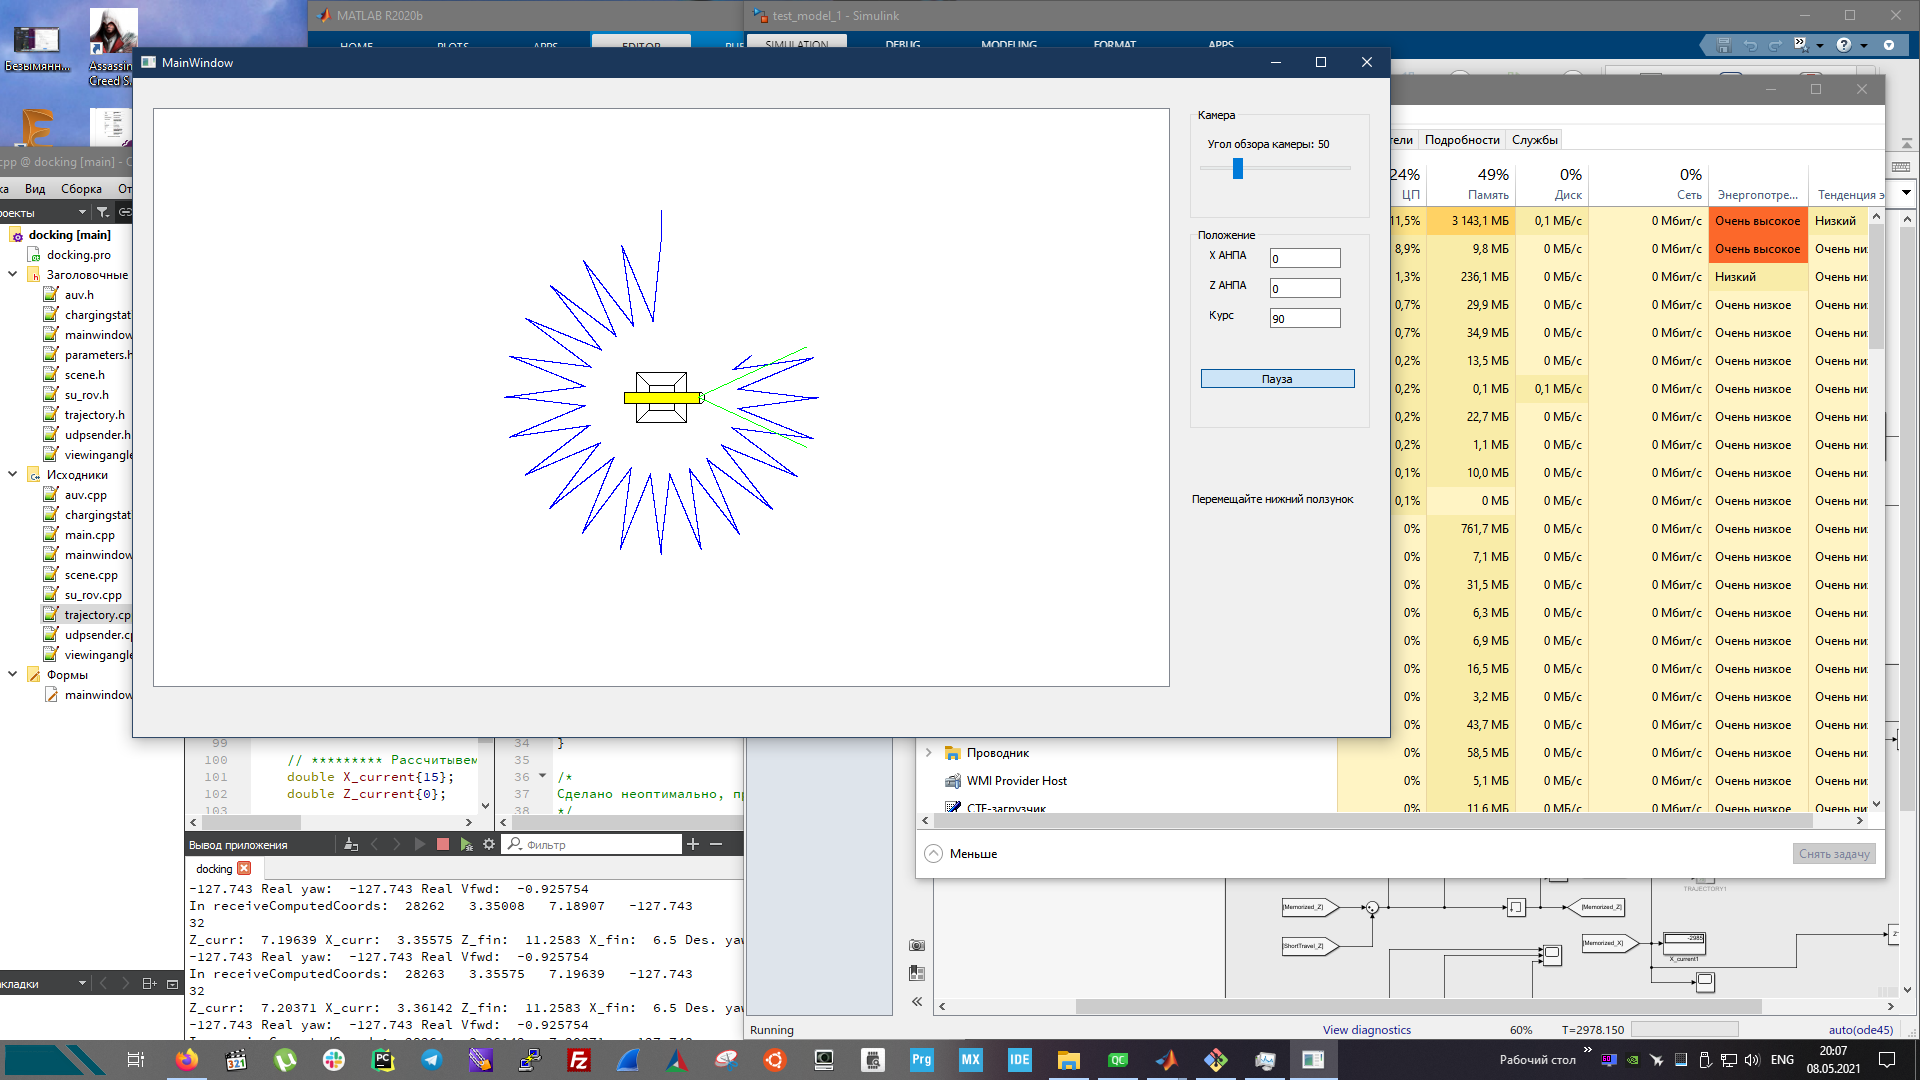 MATLAB R2020b
test_model_1 - Simulink
HOME
PLOTS
APPS
EDITOR
SIMULATION
DEBUG
MODELING
FORMAT
APPS
Безымянн...
Assassin
Creed S.
MainWindow
Камера
Угол обзора камеры: 50
Положение
X АНПА
0
Z АНПА
0
Курс
90
Пауза
Перемещайте нижний ползунок
cpp @ docking [main] - C
Вид
Сборка
docking [main]
docking.pro
Заголовочные
auv.h
chargingstat
mainwindow
parameters.h
scene.h
su_rov.h
trajectory.h
udpsender.h
viewingangle
Исходники
auv.cpp
chargingstat
main.cpp
mainwindow
scene.cpp
su_rov.cpp
trajectory.cp
udpsender.cp
viewingangle
Формы
mainwindow
Подробности
Службы
24%
49%
0%
0%
ЦП
Память
Диск
Сеть
Энергопотре...
Тенденция э
11,5%
3 143,1 МБ
0,1 МБ/с
0 Мбит/с
Очень высокое
Низкий
8,9%
9,8 МБ
0 МБ/с
0 Мбит/с
Очень высокое
Очень ни
1,3%
236,1 МБ
0 МБ/с
0 Мбит/с
Низкий
Очень ни
0,7%
29,9 МБ
0 МБ/с
0 Мбит/с
Очень низкое
Очень ни
0,7%
34,9 МБ
0 МБ/с
0 Мбит/с
Очень низкое
Очень ни
0,2%
13,5 МБ
0 МБ/с
0 Мбит/с
Очень низкое
Очень ни
0,2%
0,1 МБ
0,1 МБ/с
0 Мбит/с
Очень низкое
Очень ни
0,2%
22,7 МБ
0 МБ/с
0 Мбит/с
Очень низкое
Очень ни
0,2%
1,1 МБ
0 МБ/с
0 Мбит/с
Очень низкое
Очень ни
0,1%
10,0 МБ
0 МБ/с
0 Мбит/с
Очень низкое
Очень ни
0,1%
0 МБ
0 МБ/с
0 Мбит/с
Очень низкое
Очень ни
0%
761,7 МБ
0 МБ/с
0 Мбит/с
Очень низкое
Очень ни
0%
7,1 МБ
0 МБ/с
0 Мбит/с
Очень низкое
Очень ни
0%
31,5 МБ
0 МБ/с
0 Мбит/с
Очень низкое
Очень ни
0%
6,3 МБ
0 МБ/с
0 Мбит/с
Очень низкое
Очень ни
0%
6,9 МБ
0 МБ/с
0 Мбит/с
Очень низкое
Очень ни
0%
16,5 МБ
0 МБ/с
0 Мбит/с
Очень низкое
Очень ни
0%
3,2 МБ
0 МБ/с
0 Мбит/с
Очень низкое
Очень ни
0%
43,7 МБ
0 МБ/с
0 Мбит/с
Очень низкое
Очень ни
Проводник
0%
58,5 МБ
0 МБ/с
0 Мбит/с
Очень низкое
Очень ни
WMI Provider Host
0%
5,1 МБ
0 МБ/с
0 Мбит/с
Очень низкое
Очень ни
CTF-загрузчик
0%
11,6 МБ
0 МБ/с
0 Мбит/с
Очень низкое
Очень ни
Меньше
Снять задачу
99
100 // ********* Рассчитывем
101 double X_current{15};
102 double Z_current{0};
103
34 }
35
36 /*
37 Сделано неоптимально, пр
38 */
Вывод приложения
Фильтр
docking
-127.743 Real yaw: -127.743 Real Vfwd: -0.925754
In receiveComputedCoords: 28262 3.35008 7.18907 -127.743
32
Z_curr: 7.19639 X_curr: 3.35575 Z_fin: 11.2583 X_fin: 6.5 Des. yaw
-127.743 Real yaw: -127.743 Real Vfwd: -0.925754
In receiveComputedCoords: 28263 3.35575 7.19639 -127.743
32
Z_curr: 7.20371 X_curr: 3.36142 Z_fin: 11.2583 X_fin: 6.5 Des. yaw
-127.743 Real yaw: -127.743 Real Vfwd: -0.925754
TRAJECTORY1
[Memorized_Z]
[Memorized_Z]
[ShortTravel_Z]
[Memorized_X]
-2985
X_current1
Running
View diagnostics
60%
T=2978.150
auto(ode45)
321
PC
FZ
Prg
MX
IDE
QC
Рабочий стол
ENG
20:07
08.05.2021